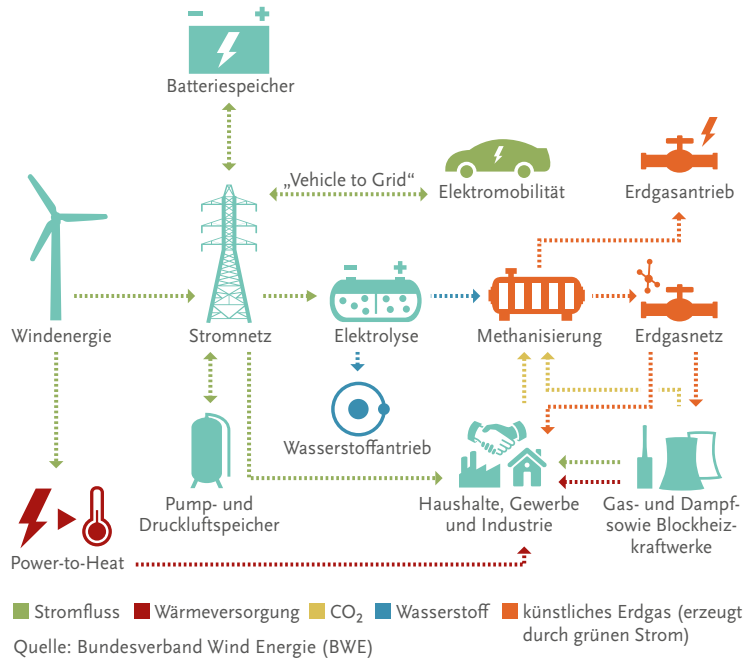 Batteriespeicher
„Vehicle to Grid“
Elektromobilität
Erdgasantrieb
Windenergie
Stromnetz
Elektrolyse
Methanisierung
Erdgasnetz
Wasserstoffantrieb
Pump- und
Druckluftspeicher
Haushalte, Gewerbe
und Industrie
Gas- und Dampf-
sowie Blockheiz-
kraftwerke
Power-to-Heat
Stromfluss
Wärmeversorgung
CO₂
Wasserstoff
künstliches Erdgas (erzeugt
durch grünen Strom)
Quelle: Bundesverband Wind Energie (BWE)